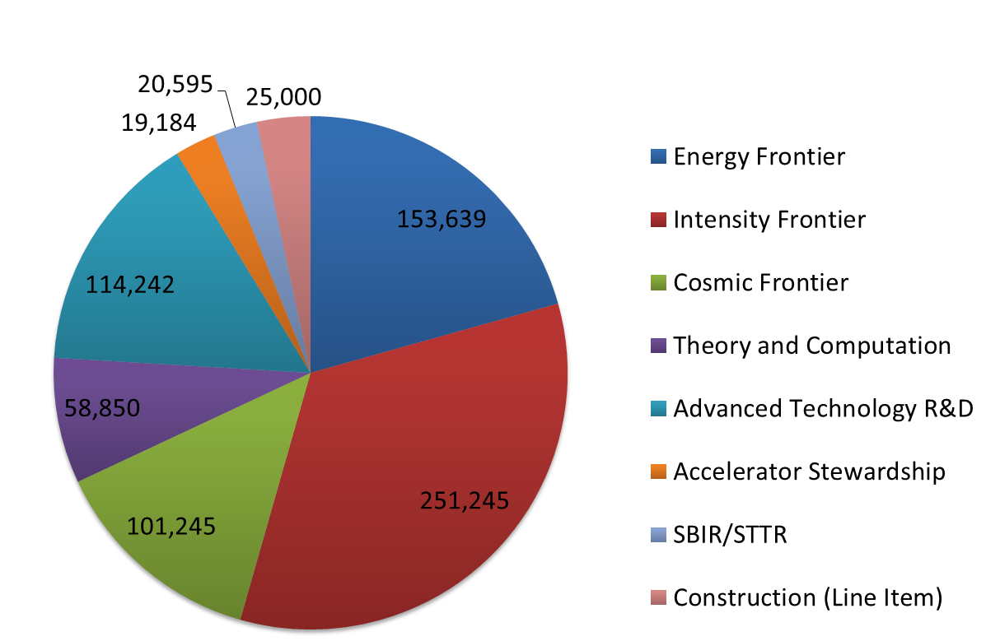 20,595
25,000
19,184
153,639
114,242
58,850
251,245
101,245
Energy Frontier
Intensity Frontier
Cosmic Frontier
Theory and Computation
Advanced Technology R&D
Accelerator Stewardship
SBIR/STTR
Construction (Line Item)